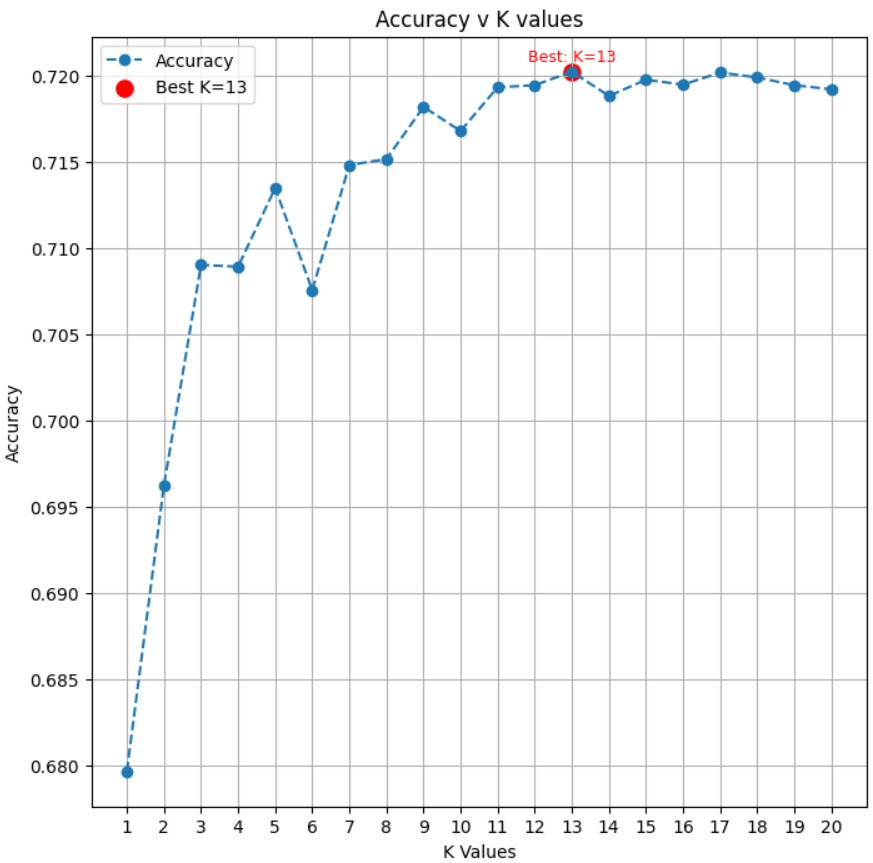 Accuracy v K values
Accuracy
Best K=13
Best: K=13
0.720
0.715
0.710
0.705
0.700
0.695
0.690
0.685
0.680
Accuracy
1 2 3 4 5 6 7 8 9 10 11 12 13 14 15 16 17 18 19 20
K Values